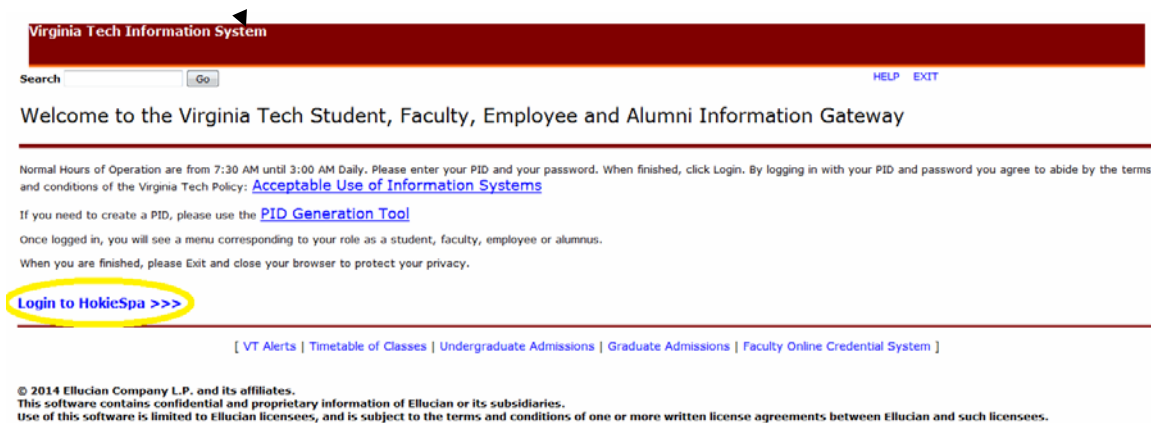 Virginia Tech Information System
Search Go HELP EXIT
Welcome to the Virginia Tech Student, Faculty, Employee and Alumni Information Gateway
Normal Hours of Operation are from 7:30 AM until 3:00 AM Daily. Please enter your PID and your password. When finished, click Login. By logging in with your PID and password you agree to abide by the terms
and conditions of the Virginia Tech Policy: Acceptable Use of Information Systems
If you need to create a PID, please use the PID Generation Tool
Once logged in, you will see a menu corresponding to your role as a student, faculty, employee or alumnus.
When you are finished, please Exit and close your browser to protect your privacy.
Login to HokieSpa >>>
[ VT Alerts | Timetable of Classes | Undergraduate Admissions | Graduate Admissions | Faculty Online Credential System ]
© 2014 Ellucian Company L.P. and its affiliates.
This software contains confidential and proprietary information of Ellucian or its subsidiaries.
Use of this software is limited to Ellucian licensees, and is subject to the terms and conditions of one or more written license agreements between Ellucian and such licensees.